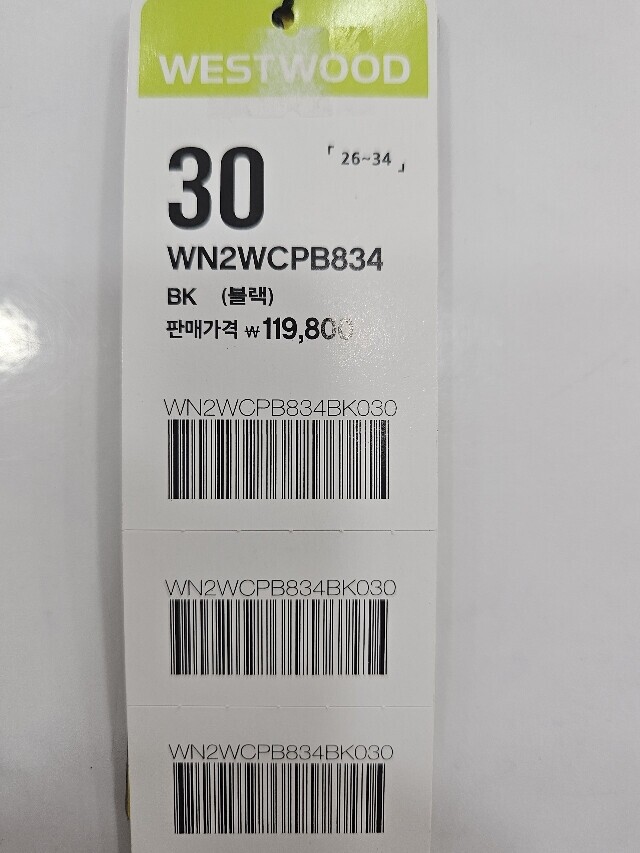 WESTWOOD
30 「26~34」
WN2WCPB834
BK (블랙)
판매가격 ₩119,800
WN2WCPB834BK030
WN2WCPB834BK030
WN2WCPB834BK030